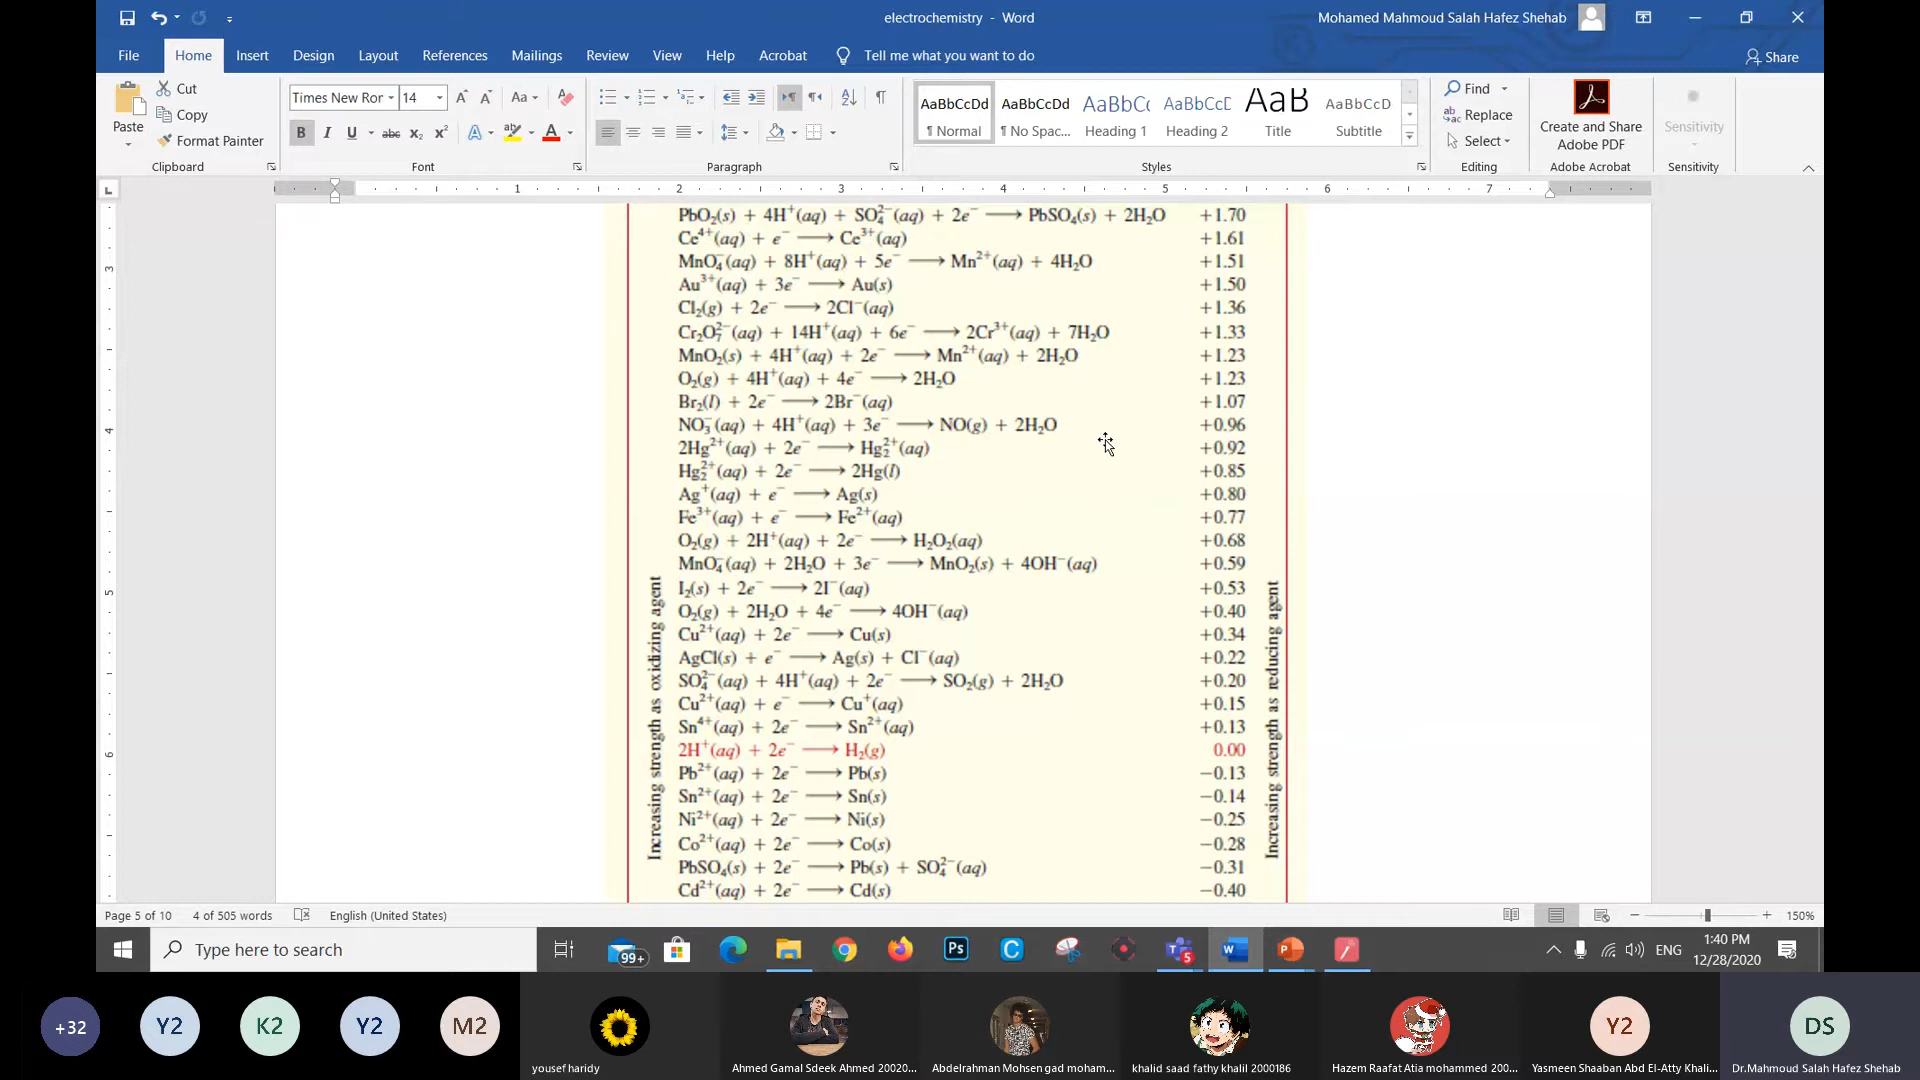 electrochemistry - Word
Mohamed Mahmoud Salah Hafez Shehab
File Home Insert Design Layout References Mailings Review View Help Acrobat Tell me what you want to do Share
Paste
Cut
Copy
Format Painter
Clipboard
Times New Ror 14
Font
Paragraph
AaBbCcDd AaBbCcDd AaBbCc AaBbCcC AaB AaBbCcD
¶ Normal ¶ No Spac... Heading 1 Heading 2 Title Subtitle
Styles
Find
Replace
Select
Editing
Create and Share
Adobe PDF
Adobe Acrobat
Sensitivity
Sensitivity
1 2 3 4 5 6 7
3
4
5
6
PbO₂(s) + 4H⁺(aq) + SO₄²⁻(aq) + 2e⁻ ⟶ PbSO₄(s) + 2H₂O +1.70
Ce⁴⁺(aq) + e⁻ ⟶ Ce³⁺(aq) +1.61
MnO₄⁻(aq) + 8H⁺(aq) + 5e⁻ ⟶ Mn²⁺(aq) + 4H₂O +1.51
Au³⁺(aq) + 3e⁻ ⟶ Au(s) +1.50
Cl₂(g) + 2e⁻ ⟶ 2Cl⁻(aq) +1.36
Cr₂O₇²⁻(aq) + 14H⁺(aq) + 6e⁻ ⟶ 2Cr³⁺(aq) + 7H₂O +1.33
MnO₂(s) + 4H⁺(aq) + 2e⁻ ⟶ Mn²⁺(aq) + 2H₂O +1.23
O₂(g) + 4H⁺(aq) + 4e⁻ ⟶ 2H₂O +1.23
Br₂(l) + 2e⁻ ⟶ 2Br⁻(aq) +1.07
NO₃⁻(aq) + 4H⁺(aq) + 3e⁻ ⟶ NO(g) + 2H₂O +0.96
2Hg²⁺(aq) + 2e⁻ ⟶ Hg₂²⁺(aq) +0.92
Hg₂²⁺(aq) + 2e⁻ ⟶ 2Hg(l) +0.85
Ag⁺(aq) + e⁻ ⟶ Ag(s) +0.80
Fe³⁺(aq) + e⁻ ⟶ Fe²⁺(aq) +0.77
O₂(g) + 2H⁺(aq) + 2e⁻ ⟶ H₂O₂(aq) +0.68
MnO₄⁻(aq) + 2H₂O + 3e⁻ ⟶ MnO₂(s) + 4OH⁻(aq) +0.59
I₂(s) + 2e⁻ ⟶ 2I⁻(aq) +0.53
O₂(g) + 2H₂O + 4e⁻ ⟶ 4OH⁻(aq) +0.40
Cu²⁺(aq) + 2e⁻ ⟶ Cu(s) +0.34
AgCl(s) + e⁻ ⟶ Ag(s) + Cl⁻(aq) +0.22
SO₄²⁻(aq) + 4H⁺(aq) + 2e⁻ ⟶ SO₂(g) + 2H₂O +0.20
Cu²⁺(aq) + e⁻ ⟶ Cu⁺(aq) +0.15
Sn⁴⁺(aq) + 2e⁻ ⟶ Sn²⁺(aq) +0.13
2H⁺(aq) + 2e⁻ ⟶ H₂(g) 0.00
Pb²⁺(aq) + 2e⁻ ⟶ Pb(s) −0.13
Sn²⁺(aq) + 2e⁻ ⟶ Sn(s) −0.14
Ni²⁺(aq) + 2e⁻ ⟶ Ni(s) −0.25
Co²⁺(aq) + 2e⁻ ⟶ Co(s) −0.28
PbSO₄(s) + 2e⁻ ⟶ Pb(s) + SO₄²⁻(aq) −0.31
Cd²⁺(aq) + 2e⁻ ⟶ Cd(s) −0.40
Increasing strength as oxidizing agent
Increasing strength as reducing agent
Page 5 of 10 4 of 505 words English (United States) 150%
Type here to search
99+
Ps
5
ENG
1:40 PM
12/28/2020
+32 Y2 K2 Y2 M2 Y2 DS
yousef haridy
Ahmed Gamal Sdeek Ahmed 20020...
Abdelrahman Mohsen gad moham...
khalid saad fathy khalil 2000186
Hazem Raafat Atia mohammed 200...
Yasmeen Shaaban Abd El-Atty Khali...
Dr.Mahmoud Salah Hafez Shehab